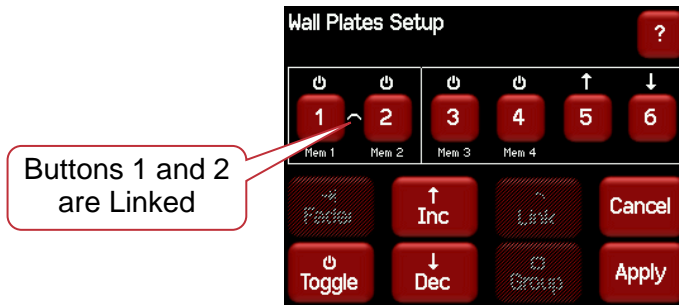 Wall Plates Setup
?
1 2 3 4 5 6
Mem 1 Mem 2 Mem 3 Mem 4
Buttons 1 and 2
are Linked
Fader Inc Link Cancel
Toggle Dec Group Apply